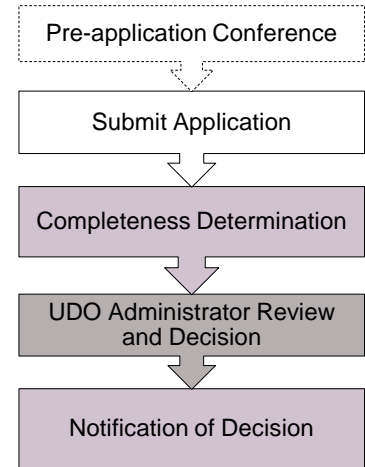 Pre-application Conference
Submit Application
Completeness Determination
UDO Administrator Review
and Decision
Notification of Decision